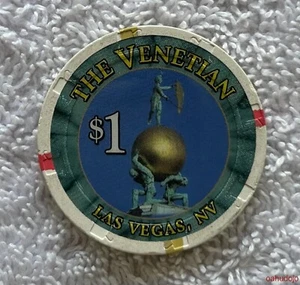 THE VENETIAN
$1
LAS VEGAS, NV